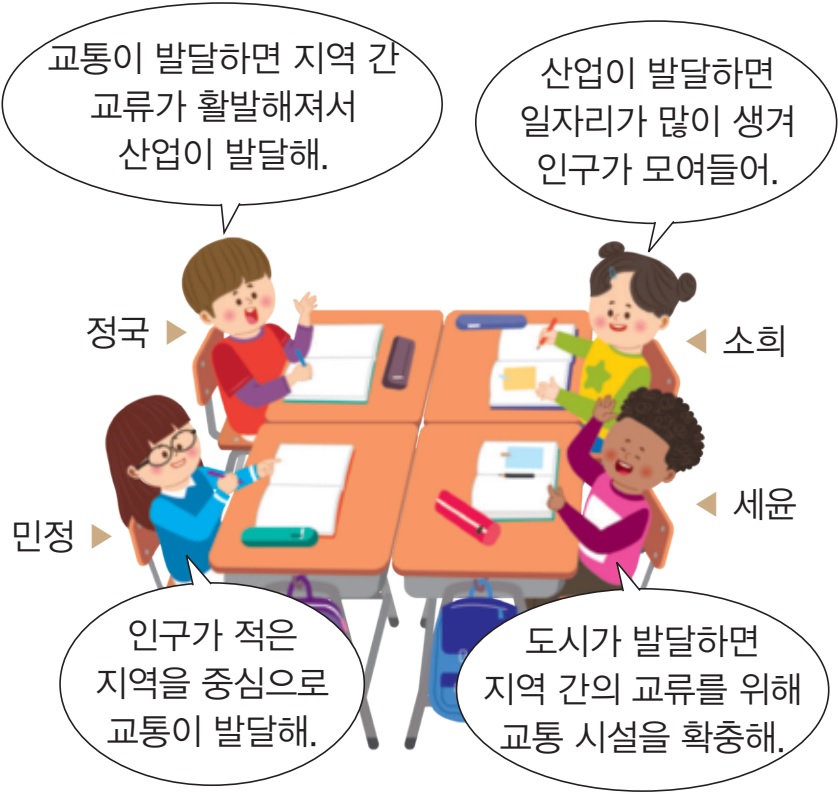 교통이 발달하면 지역 간
교류가 활발해져서
산업이 발달해.
산업이 발달하면
일자리가 많이 생겨
인구가 모여들어.
정국
소희
민정
세윤
인구가 적은
지역을 중심으로
교통이 발달해.
도시가 발달하면
지역 간의 교류를 위해
교통 시설을 확충해.